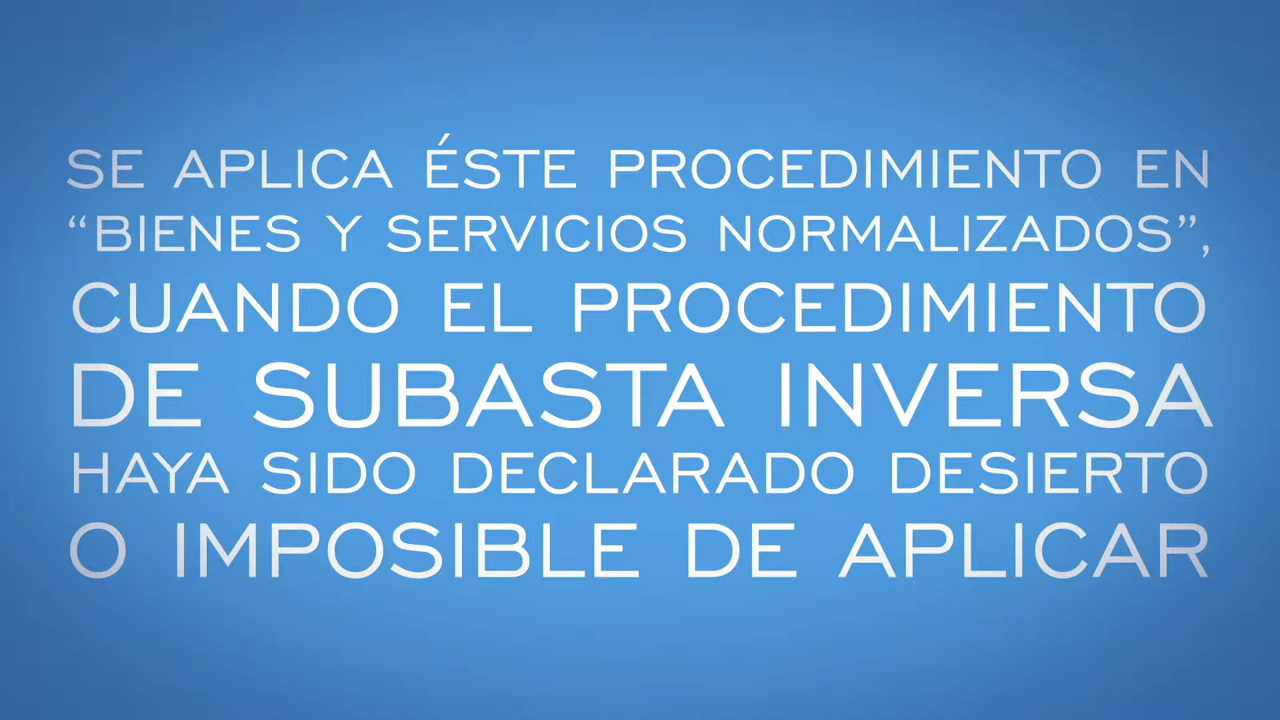 SE APLICA ÉSTE PROCEDIMIENTO EN
“BIENES Y SERVICIOS NORMALIZADOS”,
CUANDO EL PROCEDIMIENTO
DE SUBASTA INVERSA
HAYA SIDO DECLARADO DESIERTO
O IMPOSIBLE DE APLICAR